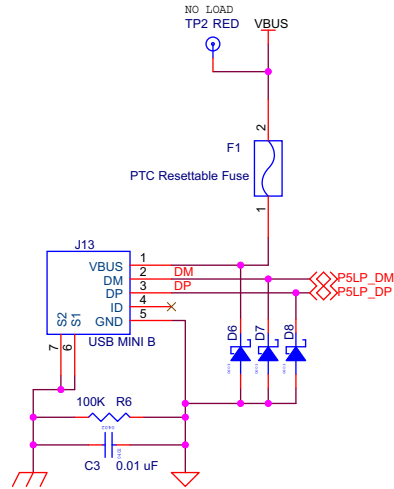 NO LOAD
TP2 RED
VBUS
2
F1
PTC Resettable Fuse
1
J13
VBUS 1
DM 2 DM P5LP_DM
DP 3 DP P5LP_DP
ID 4
GND 5
S2 S1
7 6
USB MINI B
D6 D7 D8
100K R6
0402
C3 0.01 uF